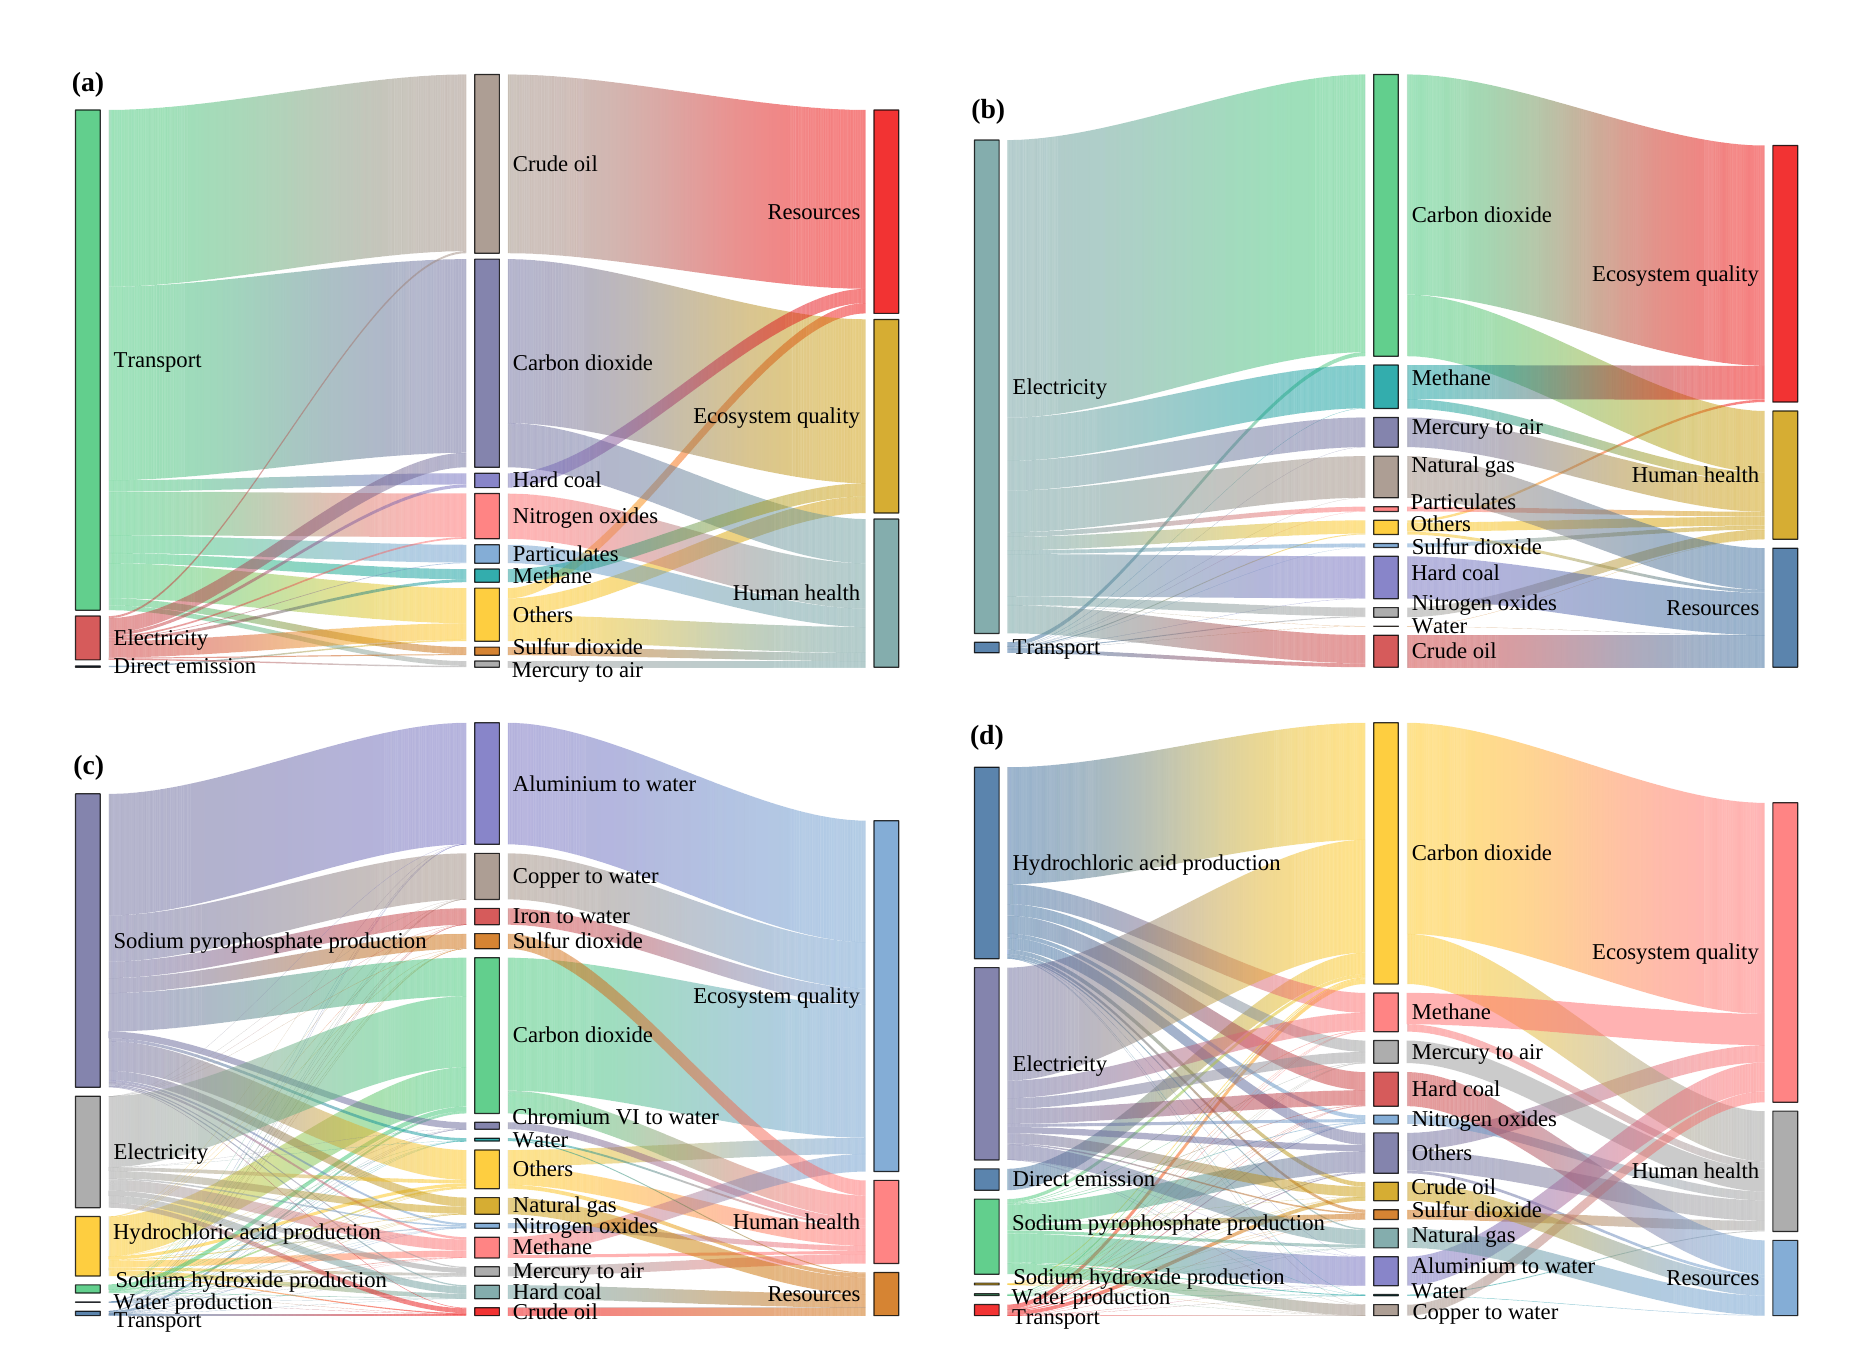 (a)
Transport
Electricity
Direct emission
Crude oil
Carbon dioxide
Hard coal
Nitrogen oxides
Particulates
Methane
Others
Sulfur dioxide
Mercury to air
Resources
Ecosystem quality
Human health
(b)
Electricity
Transport
Carbon dioxide
Methane
Mercury to air
Natural gas
Particulates
Others
Sulfur dioxide
Hard coal
Nitrogen oxides
Water
Crude oil
Ecosystem quality
Human health
Resources
(c)
Sodium pyrophosphate production
Electricity
Hydrochloric acid production
Sodium hydroxide production
Water production
Transport
Aluminium to water
Copper to water
Iron to water
Sulfur dioxide
Carbon dioxide
Chromium VI to water
Water
Others
Natural gas
Nitrogen oxides
Methane
Mercury to air
Hard coal
Crude oil
Ecosystem quality
Human health
Resources
(d)
Hydrochloric acid production
Electricity
Direct emission
Sodium pyrophosphate production
Sodium hydroxide production
Water production
Transport
Carbon dioxide
Methane
Mercury to air
Hard coal
Nitrogen oxides
Others
Crude oil
Sulfur dioxide
Natural gas
Aluminium to water
Water
Copper to water
Ecosystem quality
Human health
Resources